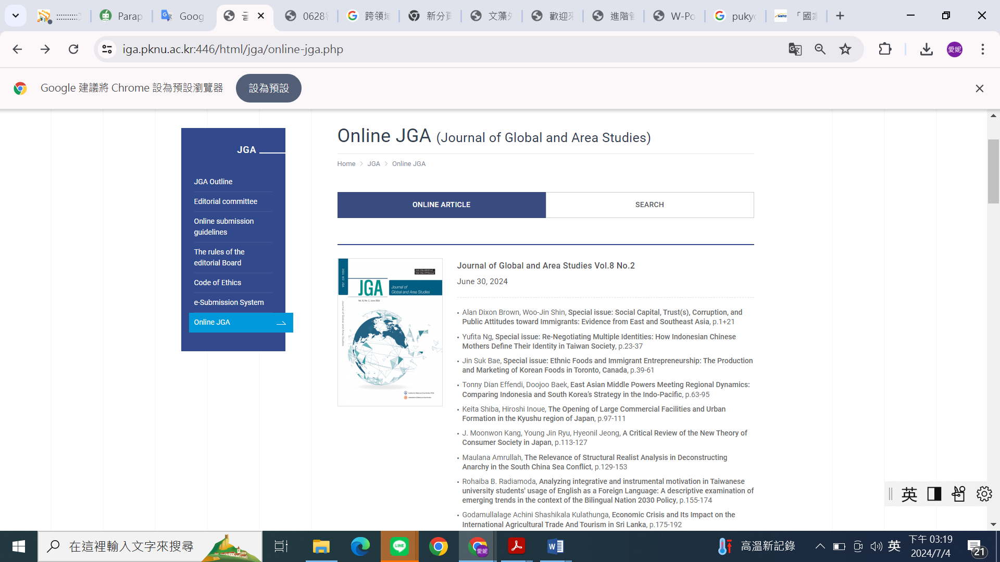 Parap
Goog
0628
跨領域
新分頁
文藻外
歡迎來
進階管
W-Po
pukyo
「國家
iga.pknu.ac.kr:446/html/jga/online-jga.php
愛妮
Google 建議將 Chrome 設為預設瀏覽器
設為預設
JGA
JGA Outline
Editorial committee
Online submission
guidelines
The rules of the
editorial Board
Code of Ethics
e-Submission System
Online JGA
Online JGA (Journal of Global and Area Studies)
Home > JGA > Online JGA
ONLINE ARTICLE
SEARCH
JGA
Journal of
Global and Area Studies
Vol. 8, No. 2, June 2024
Journal of Global and Area Studies
Journal of Global and Area Studies Vol.8 No.2
June 30, 2024
• Alan Dixon Brown, Woo-Jin Shin, Special issue: Social Capital, Trust(s), Corruption, and
Public Attitudes toward Immigrants: Evidence from East and Southeast Asia, p.1+21
• Yufita Ng, Special issue: Re-Negotiating Multiple Identities: How Indonesian Chinese
Mothers Define Their Identity in Taiwan Society, p.23-37
• Jin Suk Bae, Special issue: Ethnic Foods and Immigrant Entrepreneurship: The Production
and Marketing of Korean Foods in Toronto, Canada, p.39-61
• Tonny Dian Effendi, Doojoo Baek, East Asian Middle Powers Meeting Regional Dynamics:
Comparing Indonesia and South Korea’s Strategy in the Indo-Pacific, p.63-95
• Keita Shiba, Hiroshi Inoue, The Opening of Large Commercial Facilities and Urban
Formation in the Kyushu region of Japan, p.97-111
• J. Moonwon Kang, Young Jin Ryu, Hyeonil Jeong, A Critical Review of the New Theory of
Consumer Society in Japan, p.113-127
• Maulana Amrullah, The Relevance of Structural Realist Analysis in Deconstructing
Anarchy in the South China Sea Conflict, p.129-153
• Rohaiba B. Radiamoda, Analyzing integrative and instrumental motivation in Taiwanese
university students' usage of English as a Foreign Language: A descriptive examination of
emerging trends in the context of the Bilingual Nation 2030 Policy, p.155-174
• Godamullalage Achini Shashikala Kulathunga, Economic Crisis and Its Impact on the
International Agricultural Trade And Tourism in Sri Lanka, p.175-192
英
在這裡輸入文字來搜尋
LINE
愛妮
高溫新記錄
英
下午 03:19
2024/7/4
21